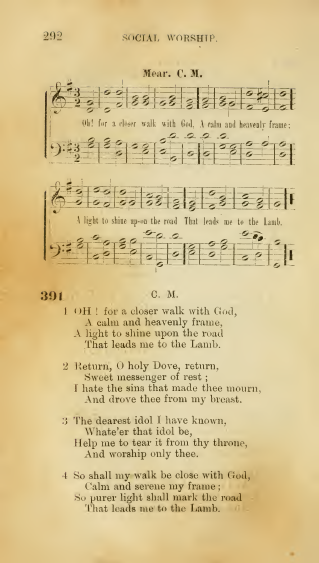 292 SOCIAL WORSHIP.
Mear. C. M.
Oh! for a closer walk with God, A calm and heavenly frame;
A light to shine up-on the road That leads me to the Lamb.
391 C. M.
1 OH! for a closer walk with God,
A calm and heavenly frame,
A light to shine upon the road
That leads me to the Lamb.
2 Return, O holy Dove, return,
Sweet messenger of rest;
I hate the sins that made thee mourn,
And drove thee from my breast.
3 The dearest idol I have known,
Whate'er that idol be,
Help me to tear it from thy throne,
And worship only thee.
4 So shall my walk be close with God,
Calm and serene my frame;
So purer light shall mark the road
That leads me to the Lamb.